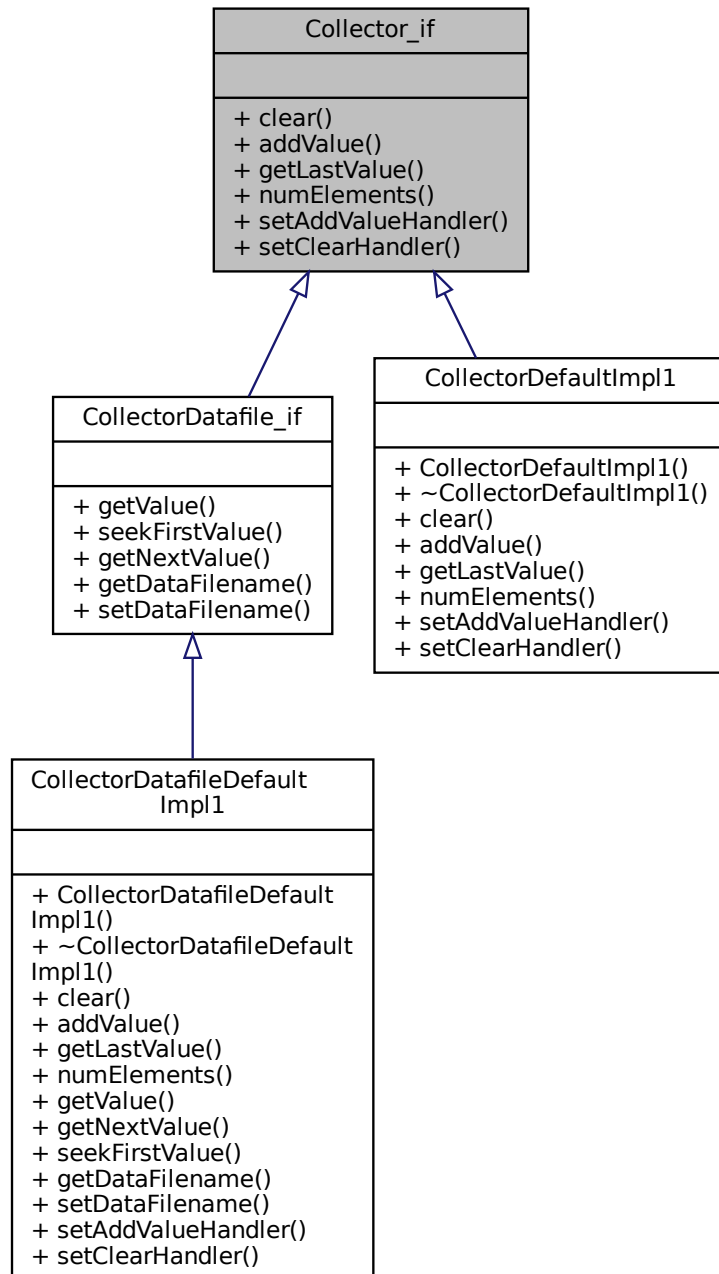 Collector_if
+ clear()
+ addValue()
+ getLastValue()
+ numElements()
+ setAddValueHandler()
+ setClearHandler()
CollectorDatafile_if
+ getValue()
+ seekFirstValue()
+ getNextValue()
+ getDataFilename()
+ setDataFilename()
CollectorDefaultImpl1
+ CollectorDefaultImpl1()
+ ~CollectorDefaultImpl1()
+ clear()
+ addValue()
+ getLastValue()
+ numElements()
+ setAddValueHandler()
+ setClearHandler()
CollectorDatafileDefault
Impl1
+ CollectorDatafileDefault
Impl1()
+ ~CollectorDatafileDefault
Impl1()
+ clear()
+ addValue()
+ getLastValue()
+ numElements()
+ getValue()
+ getNextValue()
+ seekFirstValue()
+ getDataFilename()
+ setDataFilename()
+ setAddValueHandler()
+ setClearHandler()